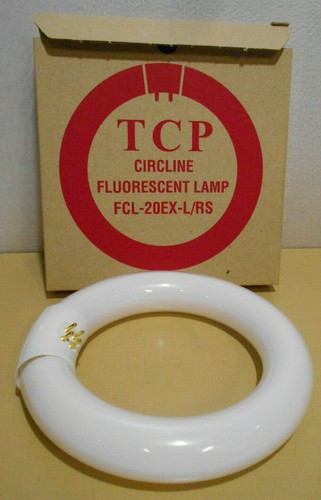 TCP
CIRCLINE
FLUORESCENT LAMP
FCL-20EX-L/RS